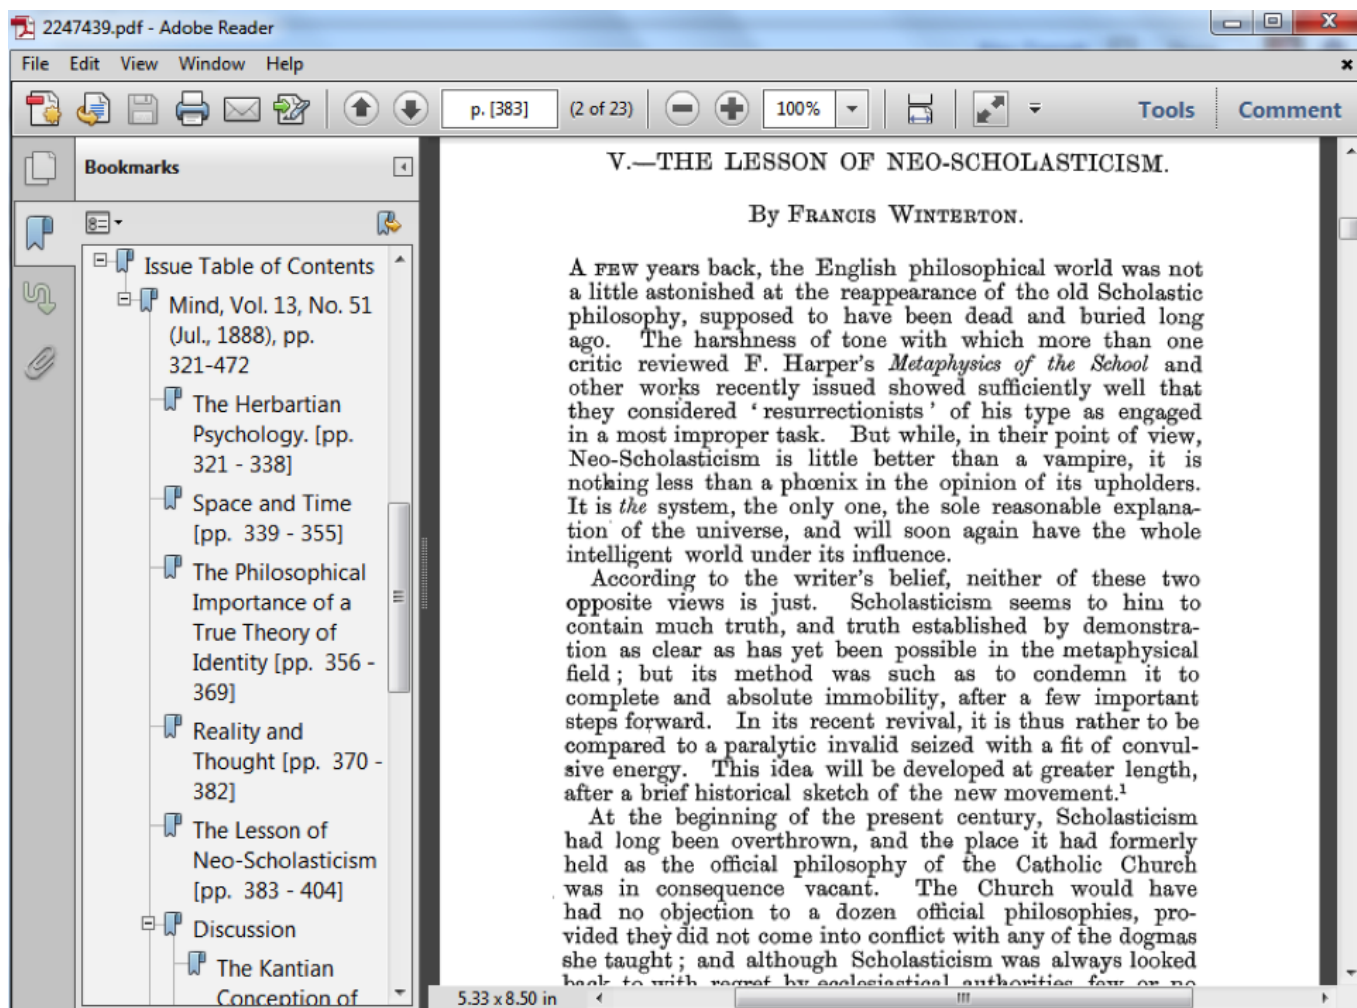 2247439.pdf - Adobe Reader
File Edit View Window Help
p. [383] (2 of 23) 100% Tools Comment
Bookmarks
Issue Table of Contents
Mind, Vol. 13, No. 51
(Jul., 1888), pp.
321-472
The Herbartian
Psychology. [pp.
321 - 338]
Space and Time
[pp. 339 - 355]
The Philosophical
Importance of a
True Theory of
Identity [pp. 356 -
369]
Reality and
Thought [pp. 370 -
382]
The Lesson of
Neo-Scholasticism
[pp. 383 - 404]
Discussion
The Kantian
Conception of
V.—THE LESSON OF NEO-SCHOLASTICISM.
By FRANCIS WINTERTON.
A FEW years back, the English philosophical world was not
a little astonished at the reappearance of the old Scholastic
philosophy, supposed to have been dead and buried long
ago. The harshness of tone with which more than one
critic reviewed F. Harper's Metaphysics of the School and
other works recently issued showed sufficiently well that
they considered ‘resurrectionists’ of his type as engaged
in a most improper task. But while, in their point of view,
Neo-Scholasticism is little better than a vampire, it is
nothing less than a phœnix in the opinion of its upholders.
It is the system, the only one, the sole reasonable explana-
tion of the universe, and will soon again have the whole
intelligent world under its influence.
According to the writer's belief, neither of these two
opposite views is just. Scholasticism seems to him to
contain much truth, and truth established by demonstra-
tion as clear as has yet been possible in the metaphysical
field; but its method was such as to condemn it to
complete and absolute immobility, after a few important
steps forward. In its recent revival, it is thus rather to be
compared to a paralytic invalid seized with a fit of convul-
sive energy. This idea will be developed at greater length,
after a brief historical sketch of the new movement.¹
At the beginning of the present century, Scholasticism
had long been overthrown, and the place it had formerly
held as the official philosophy of the Catholic Church
was in consequence vacant. The Church would have
had no objection to a dozen official philosophies, pro-
vided they did not come into conflict with any of the dogmas
she taught; and although Scholasticism was always looked
back to with regret by ecclesiastical authorities, few or no
5.33 x 8.50 in